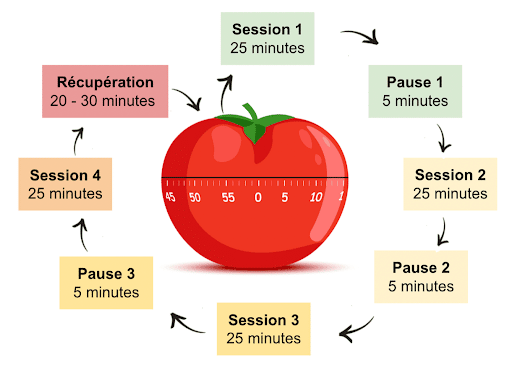 Session 1
25 minutes
Pause 1
5 minutes
Session 2
25 minutes
Pause 2
5 minutes
Session 3
25 minutes
Pause 3
5 minutes
Session 4
25 minutes
Récupération
20 - 30 minutes
45 50 55 0 5 10 1